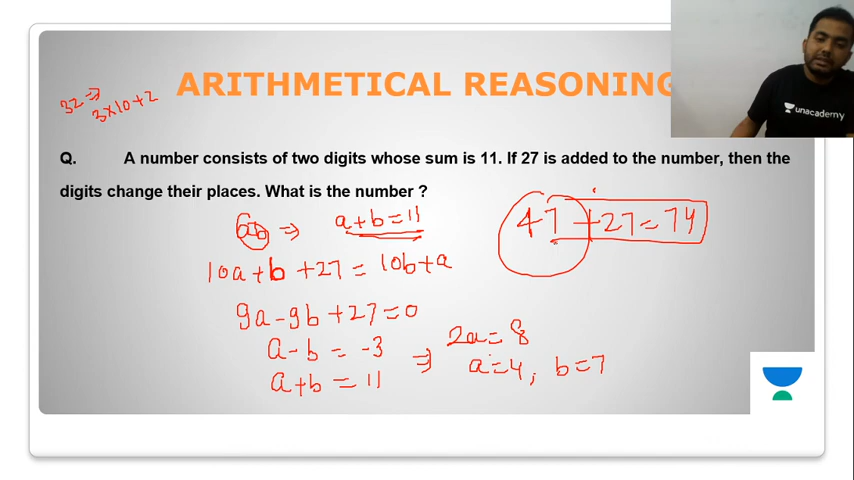 ARITHMETICAL REASONING
unacademy
32 ⇒
3×10+2
Q. A number consists of two digits whose sum is 11. If 27 is added to the number, then the
digits change their places. What is the number ?
ab ⇒ a+b=11
47 +27=74
10a+b +27=10b+a
9a-9b+27=0
a-b = -3 ⇒ 2a=8
a+b = 11 a=4, b=7